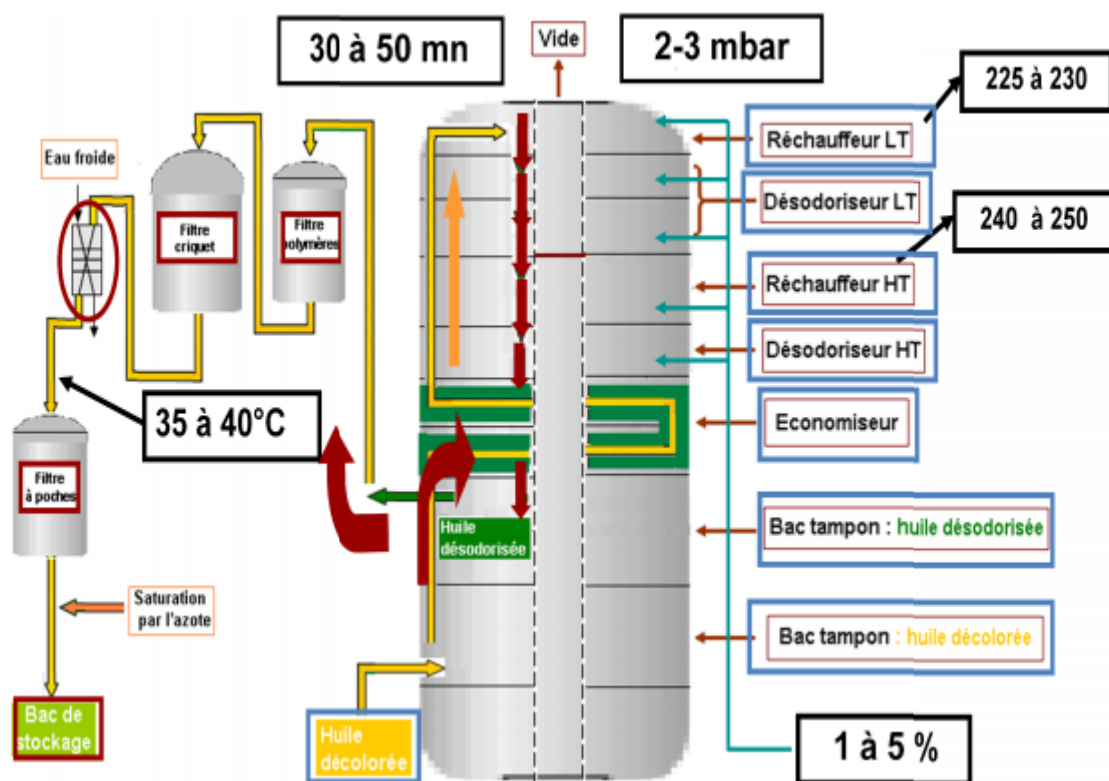 30 à 50 mn
Vide
2-3 mbar
225 à 230
Réchauffeur LT
Eau froide
Filtre
criquet
Filtre
polymères
Désodoriseur LT
240 à 250
Réchauffeur HT
Désodoriseur HT
35 à 40°C
Economiseur
Filtre
à poches
Huile
désodorisée
Bac tampon : huile désodorisée
Saturation
par l'azote
Bac tampon : huile décolorée
Bac de
stockage
Huile
décolorée
1 à 5 %